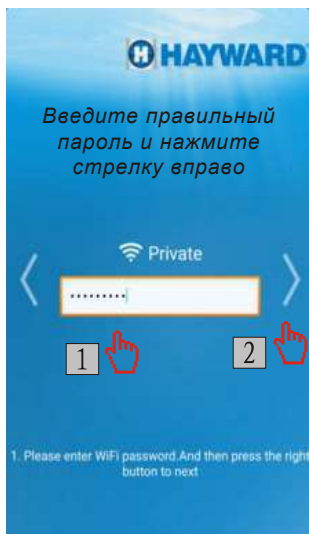 HAYWARD
Введите правильный
пароль и нажмите
стрелку вправо
Private
·········
1
2
1. Please enter WiFi password.And then press the right
button to next